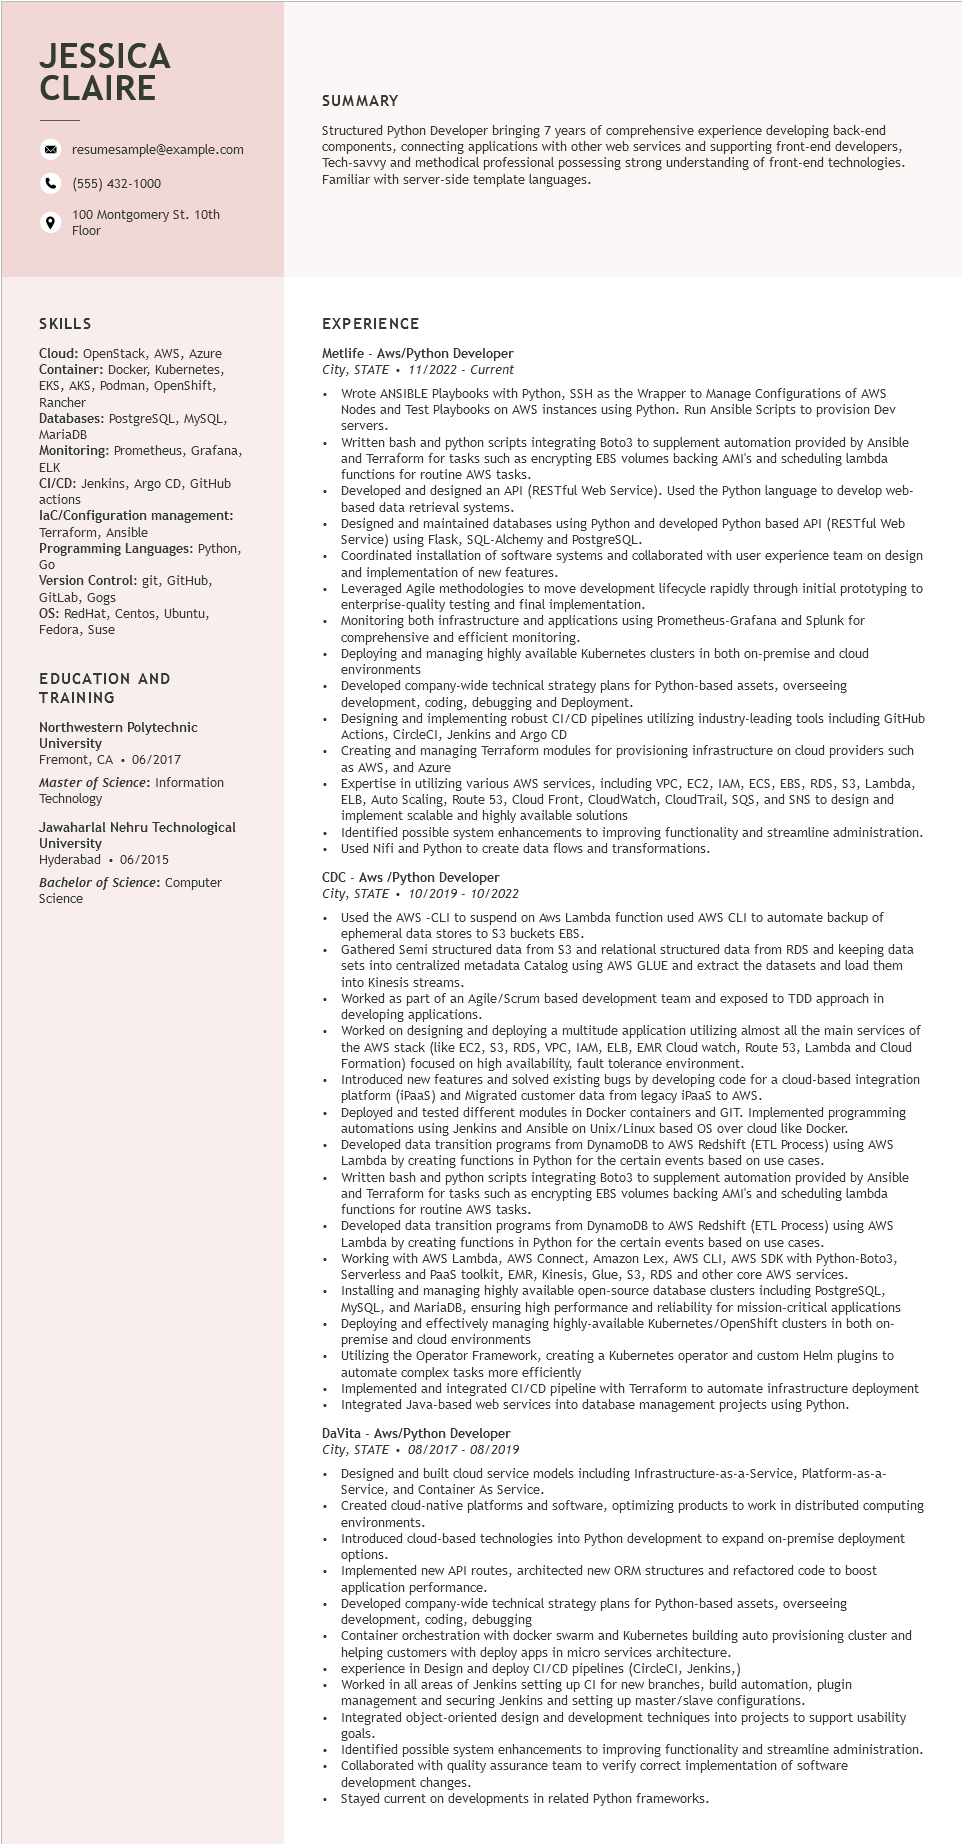 JESSICA
CLAIRE
resumesample@example.com
(555) 432-1000
100 Montgomery St. 10th
Floor
SUMMARY
Structured Python Developer bringing 7 years of comprehensive experience developing back-end
components, connecting applications with other web services and supporting front-end developers,
Tech-savvy and methodical professional possessing strong understanding of front-end technologies.
Familiar with server-side template languages.
SKILLS
Cloud: OpenStack, AWS, Azure
Container: Docker, Kubernetes,
EKS, AKS, Podman, OpenShift,
Rancher
Databases: PostgreSQL, MySQL,
MariaDB
Monitoring: Prometheus, Grafana,
ELK
CI/CD: Jenkins, Argo CD, GitHub
actions
IaC/Configuration management:
Terraform, Ansible
Programming Languages: Python,
Go
Version Control: git, GitHub,
GitLab, Gogs
OS: RedHat, Centos, Ubuntu,
Fedora, Suse
EDUCATION AND
TRAINING
Northwestern Polytechnic
University
Fremont, CA • 06/2017
Master of Science: Information
Technology
Jawaharlal Nehru Technological
University
Hyderabad • 06/2015
Bachelor of Science: Computer
Science
EXPERIENCE
Metlife - Aws/Python Developer
City, STATE • 11/2022 - Current
• Wrote ANSIBLE Playbooks with Python, SSH as the Wrapper to Manage Configurations of AWS
Nodes and Test Playbooks on AWS instances using Python. Run Ansible Scripts to provision Dev
servers.
• Written bash and python scripts integrating Boto3 to supplement automation provided by Ansible
and Terraform for tasks such as encrypting EBS volumes backing AMI's and scheduling lambda
functions for routine AWS tasks.
• Developed and designed an API (RESTful Web Service). Used the Python language to develop web-
based data retrieval systems.
• Designed and maintained databases using Python and developed Python based API (RESTful Web
Service) using Flask, SQL-Alchemy and PostgreSQL.
• Coordinated installation of software systems and collaborated with user experience team on design
and implementation of new features.
• Leveraged Agile methodologies to move development lifecycle rapidly through initial prototyping to
enterprise-quality testing and final implementation.
• Monitoring both infrastructure and applications using Prometheus-Grafana and Splunk for
comprehensive and efficient monitoring.
• Deploying and managing highly available Kubernetes clusters in both on-premise and cloud
environments
• Developed company-wide technical strategy plans for Python-based assets, overseeing
development, coding, debugging and Deployment.
• Designing and implementing robust CI/CD pipelines utilizing industry-leading tools including GitHub
Actions, CircleCI, Jenkins and Argo CD
• Creating and managing Terraform modules for provisioning infrastructure on cloud providers such
as AWS, and Azure
• Expertise in utilizing various AWS services, including VPC, EC2, IAM, ECS, EBS, RDS, S3, Lambda,
ELB, Auto Scaling, Route 53, Cloud Front, CloudWatch, CloudTrail, SQS, and SNS to design and
implement scalable and highly available solutions
• Identified possible system enhancements to improving functionality and streamline administration.
• Used Nifi and Python to create data flows and transformations.
CDC - Aws /Python Developer
City, STATE • 10/2019 - 10/2022
• Used the AWS -CLI to suspend on Aws Lambda function used AWS CLI to automate backup of
ephemeral data stores to S3 buckets EBS.
• Gathered Semi structured data from S3 and relational structured data from RDS and keeping data
sets into centralized metadata Catalog using AWS GLUE and extract the datasets and load them
into Kinesis streams.
• Worked as part of an Agile/Scrum based development team and exposed to TDD approach in
developing applications.
• Worked on designing and deploying a multitude application utilizing almost all the main services of
the AWS stack (like EC2, S3, RDS, VPC, IAM, ELB, EMR Cloud watch, Route 53, Lambda and Cloud
Formation) focused on high availability, fault tolerance environment.
• Introduced new features and solved existing bugs by developing code for a cloud-based integration
platform (iPaaS) and Migrated customer data from legacy iPaaS to AWS.
• Deployed and tested different modules in Docker containers and GIT. Implemented programming
automations using Jenkins and Ansible on Unix/Linux based OS over cloud like Docker.
• Developed data transition programs from DynamoDB to AWS Redshift (ETL Process) using AWS
Lambda by creating functions in Python for the certain events based on use cases.
• Written bash and python scripts integrating Boto3 to supplement automation provided by Ansible
and Terraform for tasks such as encrypting EBS volumes backing AMI's and scheduling lambda
functions for routine AWS tasks.
• Developed data transition programs from DynamoDB to AWS Redshift (ETL Process) using AWS
Lambda by creating functions in Python for the certain events based on use cases.
• Working with AWS Lambda, AWS Connect, Amazon Lex, AWS CLI, AWS SDK with Python-Boto3,
Serverless and PaaS toolkit, EMR, Kinesis, Glue, S3, RDS and other core AWS services.
• Installing and managing highly available open-source database clusters including PostgreSQL,
MySQL, and MariaDB, ensuring high performance and reliability for mission-critical applications
• Deploying and effectively managing highly-available Kubernetes/OpenShift clusters in both on-
premise and cloud environments
• Utilizing the Operator Framework, creating a Kubernetes operator and custom Helm plugins to
automate complex tasks more efficiently
• Implemented and integrated CI/CD pipeline with Terraform to automate infrastructure deployment
• Integrated Java-based web services into database management projects using Python.
DaVita - Aws/Python Developer
City, STATE • 08/2017 - 08/2019
• Designed and built cloud service models including Infrastructure-as-a-Service, Platform-as-a-
Service, and Container As Service.
• Created cloud-native platforms and software, optimizing products to work in distributed computing
environments.
• Introduced cloud-based technologies into Python development to expand on-premise deployment
options.
• Implemented new API routes, architected new ORM structures and refactored code to boost
application performance.
• Developed company-wide technical strategy plans for Python-based assets, overseeing
development, coding, debugging
• Container orchestration with docker swarm and Kubernetes building auto provisioning cluster and
helping customers with deploy apps in micro services architecture.
• experience in Design and deploy CI/CD pipelines (CircleCI, Jenkins,)
• Worked in all areas of Jenkins setting up CI for new branches, build automation, plugin
management and securing Jenkins and setting up master/slave configurations.
• Integrated object-oriented design and development techniques into projects to support usability
goals.
• Identified possible system enhancements to improving functionality and streamline administration.
• Collaborated with quality assurance team to verify correct implementation of software
development changes.
• Stayed current on developments in related Python frameworks.